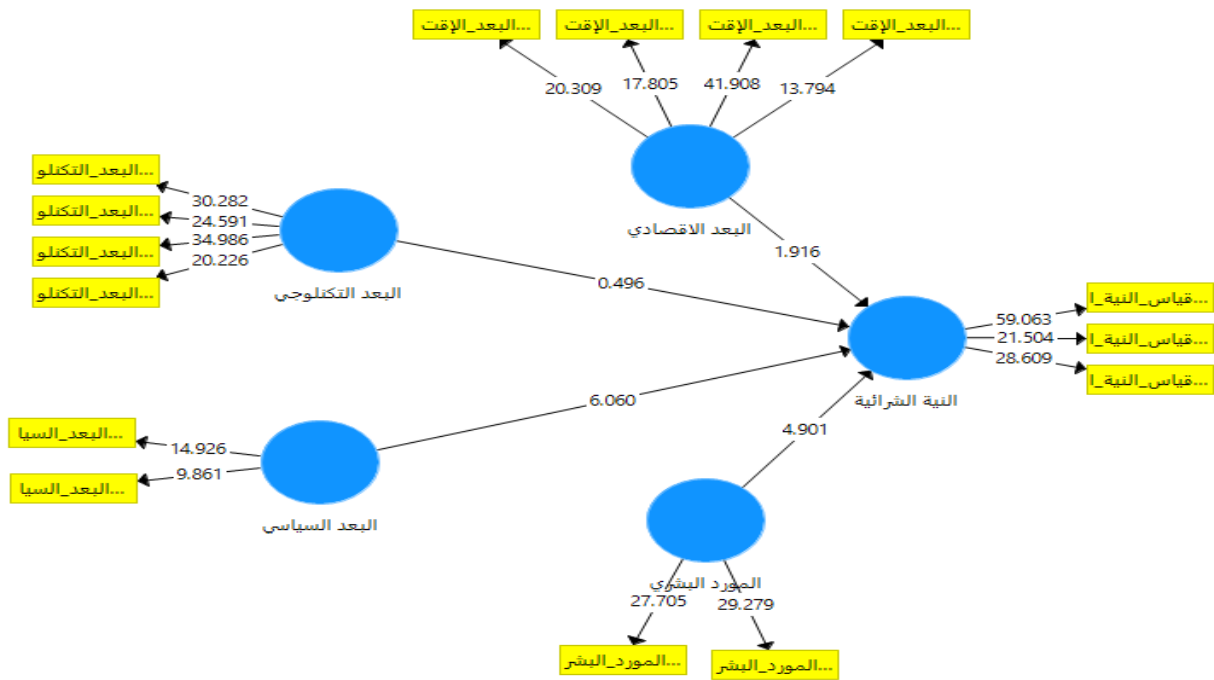 البعد_الإقت...
البعد_الإقت...
البعد_الإقت...
البعد_الإقت...
20.309
17.805
41.908
13.794
البعد الاقصادي
1.916
البعد_التكنلو...
البعد_التكنلو...
البعد_التكنلو...
البعد_التكنلو...
30.282
24.591
34.986
20.226
البعد التكنلوجي
0.496
قياس_النية_ا...
قياس_النية_ا...
قياس_النية_ا...
59.063
21.504
28.609
النية الشرائية
البعد_السيا...
البعد_السيا...
14.926
9.861
البعد السياسي
6.060
4.901
المورد البشري
27.705
29.279
المورد_البشر...
المورد_البشر...